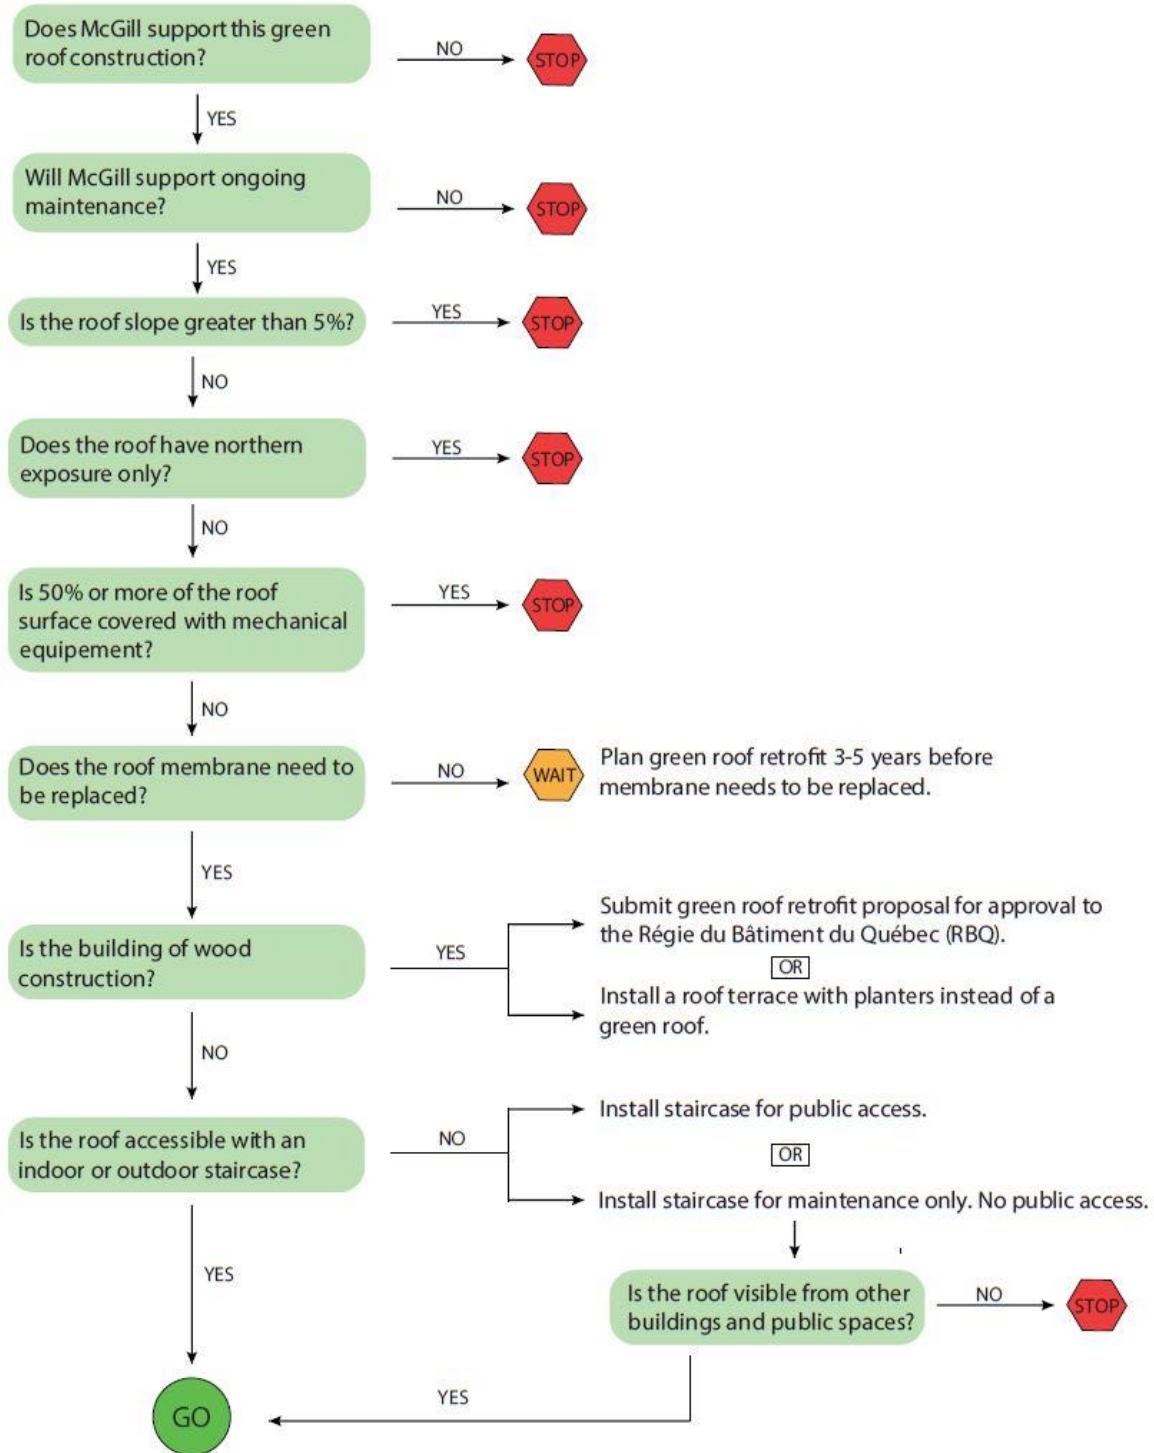 Does McGill support this green
roof construction?
NO
STOP
YES
Will McGill support ongoing
maintenance?
NO
STOP
YES
Is the roof slope greater than 5%?
YES
STOP
NO
Does the roof have northern
exposure only?
YES
STOP
NO
Is 50% or more of the roof
surface covered with mechanical
equipement?
YES
STOP
NO
Does the roof membrane need to
be replaced?
NO
WAIT
Plan green roof retrofit 3-5 years before
membrane needs to be replaced.
YES
Is the building of wood
construction?
YES
Submit green roof retrofit proposal for approval to
the Régie du Bâtiment du Québec (RBQ).
OR
Install a roof terrace with planters instead of a
green roof.
NO
Is the roof accessible with an
indoor or outdoor staircase?
NO
Install staircase for public access.
OR
Install staircase for maintenance only. No public access.
YES
Is the roof visible from other
buildings and public spaces?
NO
STOP
YES
GO